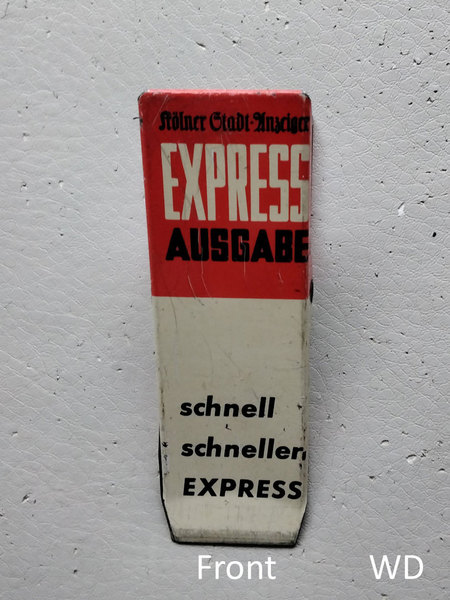 Kölner Stadt-Anzeiger
EXPRESS
AUSGABE
schnell
schneller
EXPRESS
Front
WD